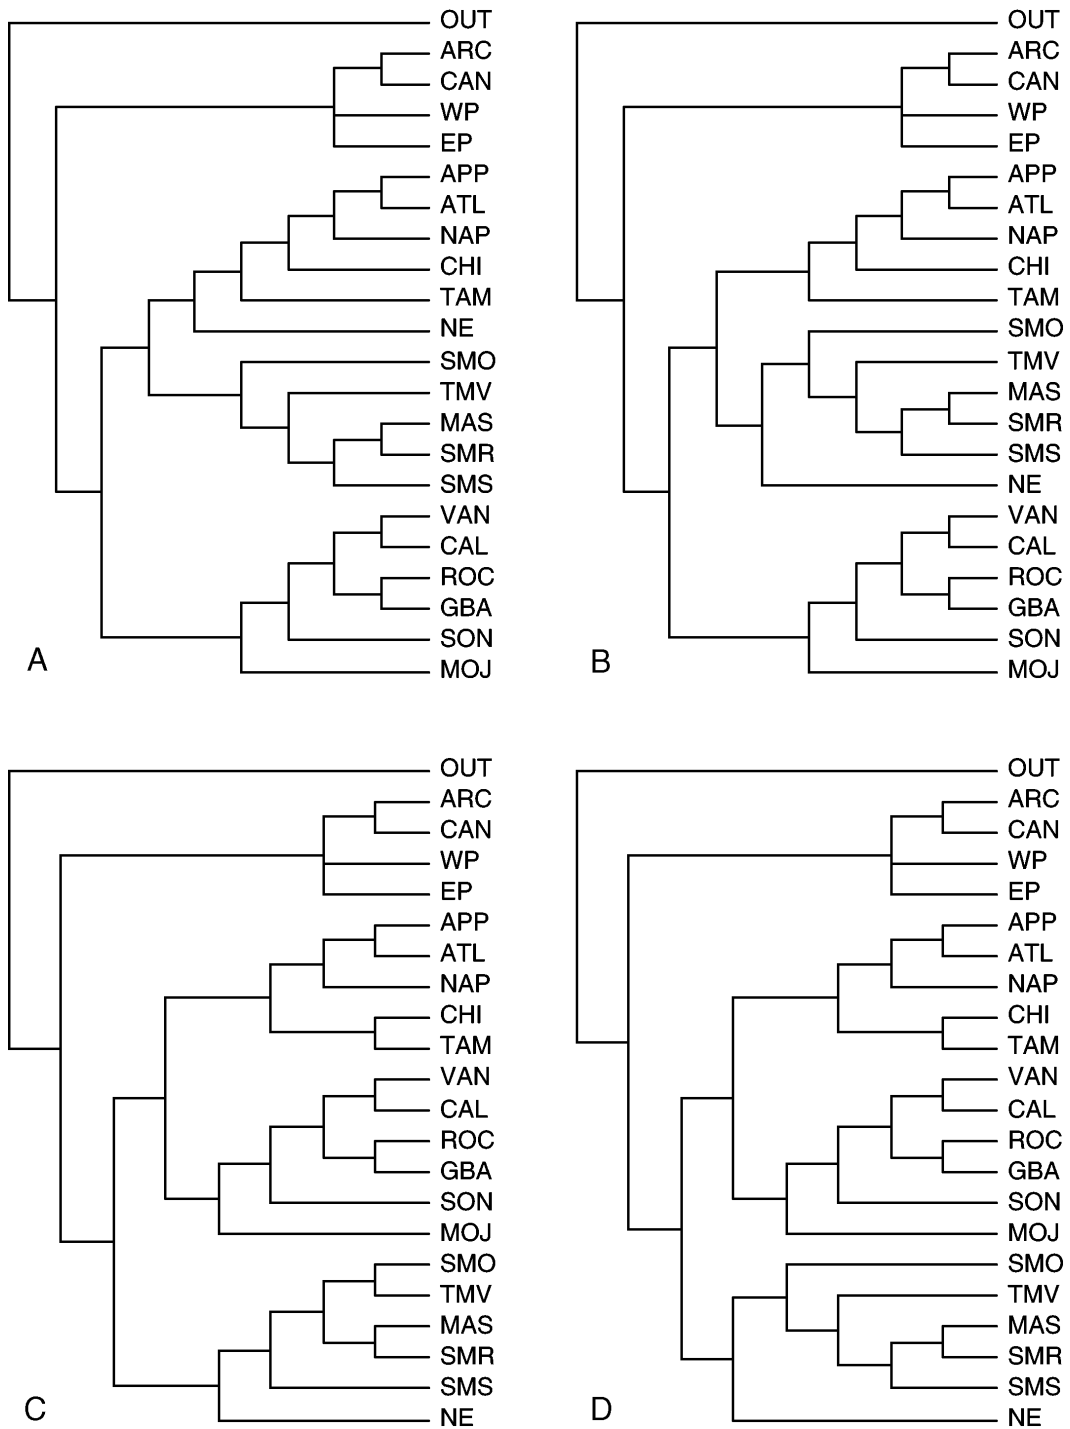 OUT
ARC
CAN
WP
EP
APP
ATL
NAP
CHI
TAM
NE
SMO
TMV
MAS
SMR
SMS
VAN
CAL
ROC
GBA
SON
MOJ
A
OUT
ARC
CAN
WP
EP
APP
ATL
NAP
CHI
TAM
SMO
TMV
MAS
SMR
SMS
NE
VAN
CAL
ROC
GBA
SON
MOJ
B
OUT
ARC
CAN
WP
EP
APP
ATL
NAP
CHI
TAM
VAN
CAL
ROC
GBA
SON
MOJ
SMO
TMV
MAS
SMR
SMS
NE
C
OUT
ARC
CAN
WP
EP
APP
ATL
NAP
CHI
TAM
VAN
CAL
ROC
GBA
SON
MOJ
SMO
TMV
MAS
SMR
SMS
NE
D